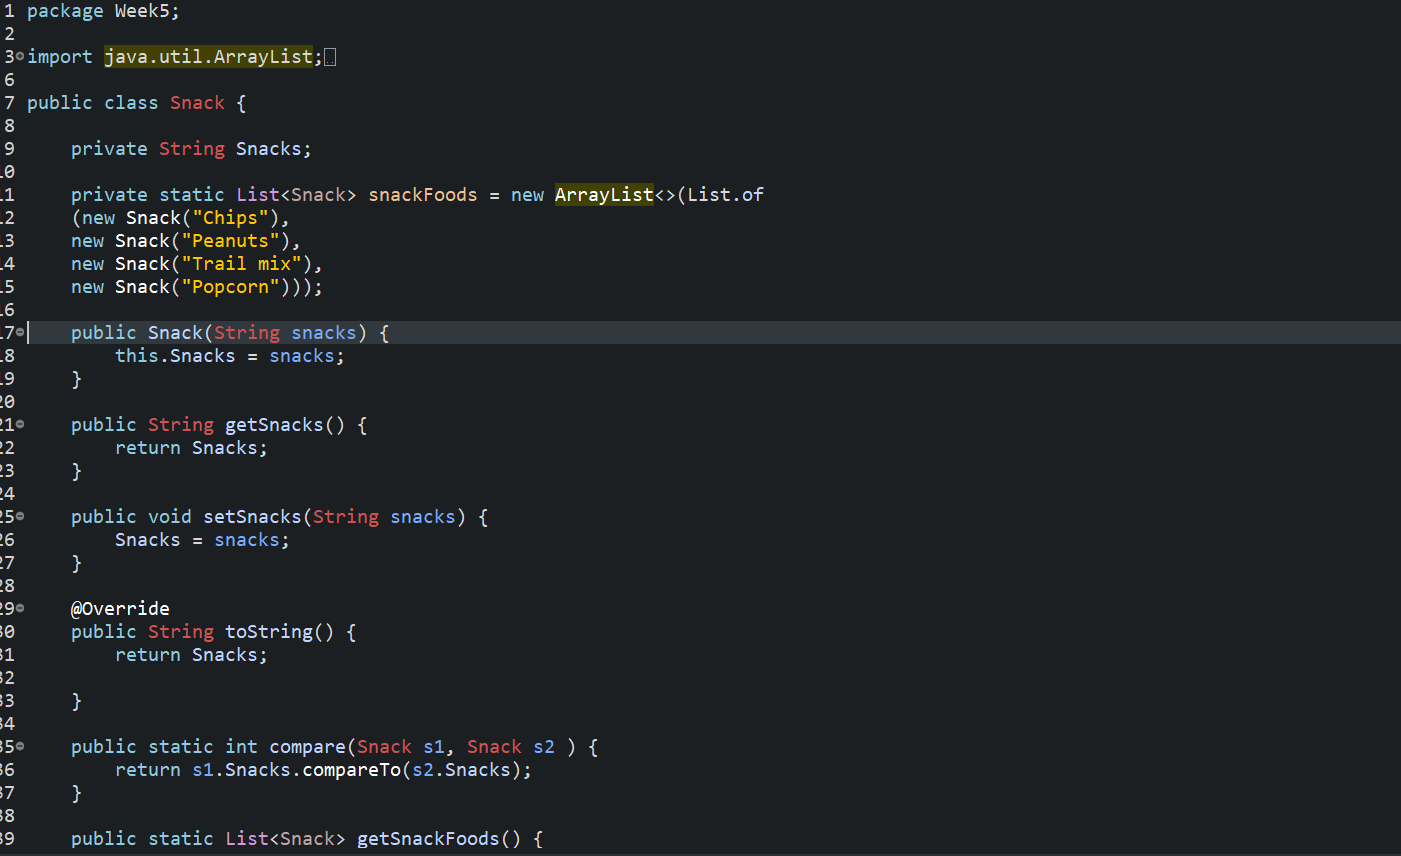 1 package Week5;
2
3 import java.util.ArrayList;
6
7 public class Snack {
8
9     private String Snacks;
10
11     private static List<Snack> snackFoods = new ArrayList<>(List.of
12     (new Snack("Chips"),
13     new Snack("Peanuts"),
14     new Snack("Trail mix"),
15     new Snack("Popcorn")));
16
17     public Snack(String snacks) {
18         this.Snacks = snacks;
19     }
20
21     public String getSnacks() {
22         return Snacks;
23     }
24
25     public void setSnacks(String snacks) {
26         Snacks = snacks;
27     }
28
29     @Override
30     public String toString() {
31         return Snacks;
32
33     }
34
35     public static int compare(Snack s1, Snack s2 ) {
36         return s1.Snacks.compareTo(s2.Snacks);
37     }
38
39     public static List<Snack> getSnackFoods() {